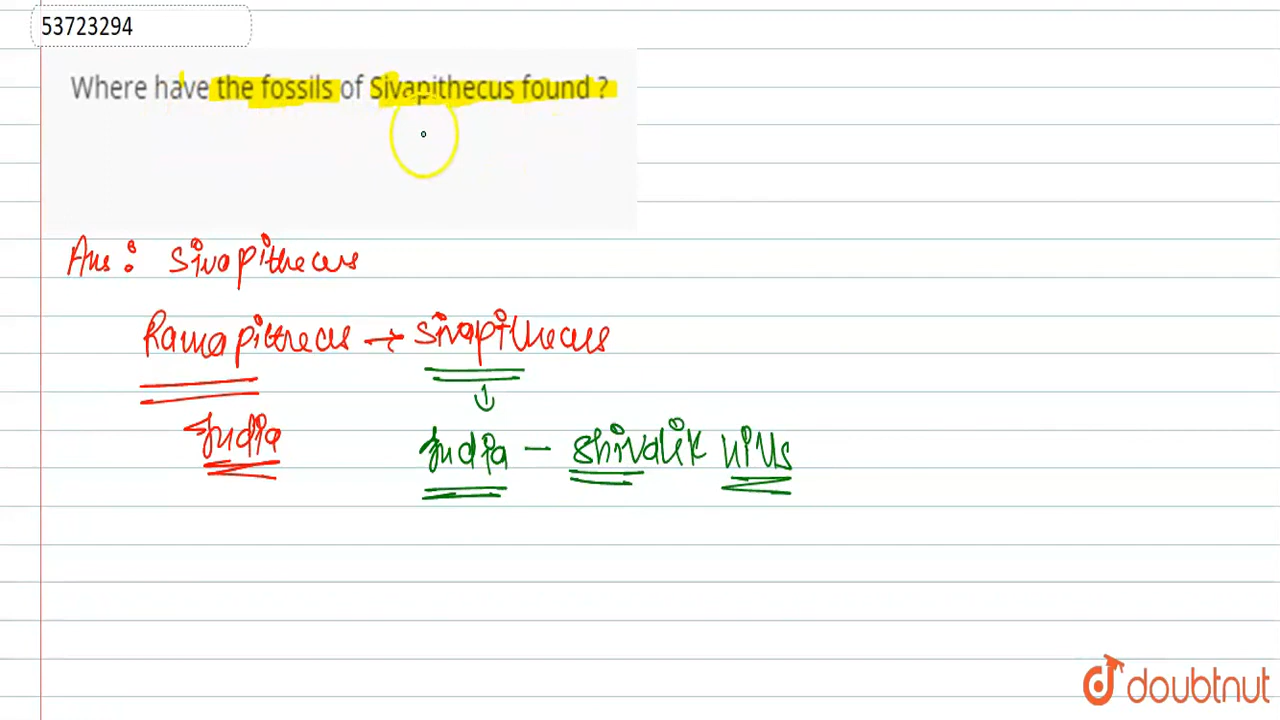 53723294
Where have the fossils of Sivapithecus found ?
Ans : Sivapithecus
Ramapithecus → Sivapithecus
↓
India India - Shivalik Hills
doubtnut